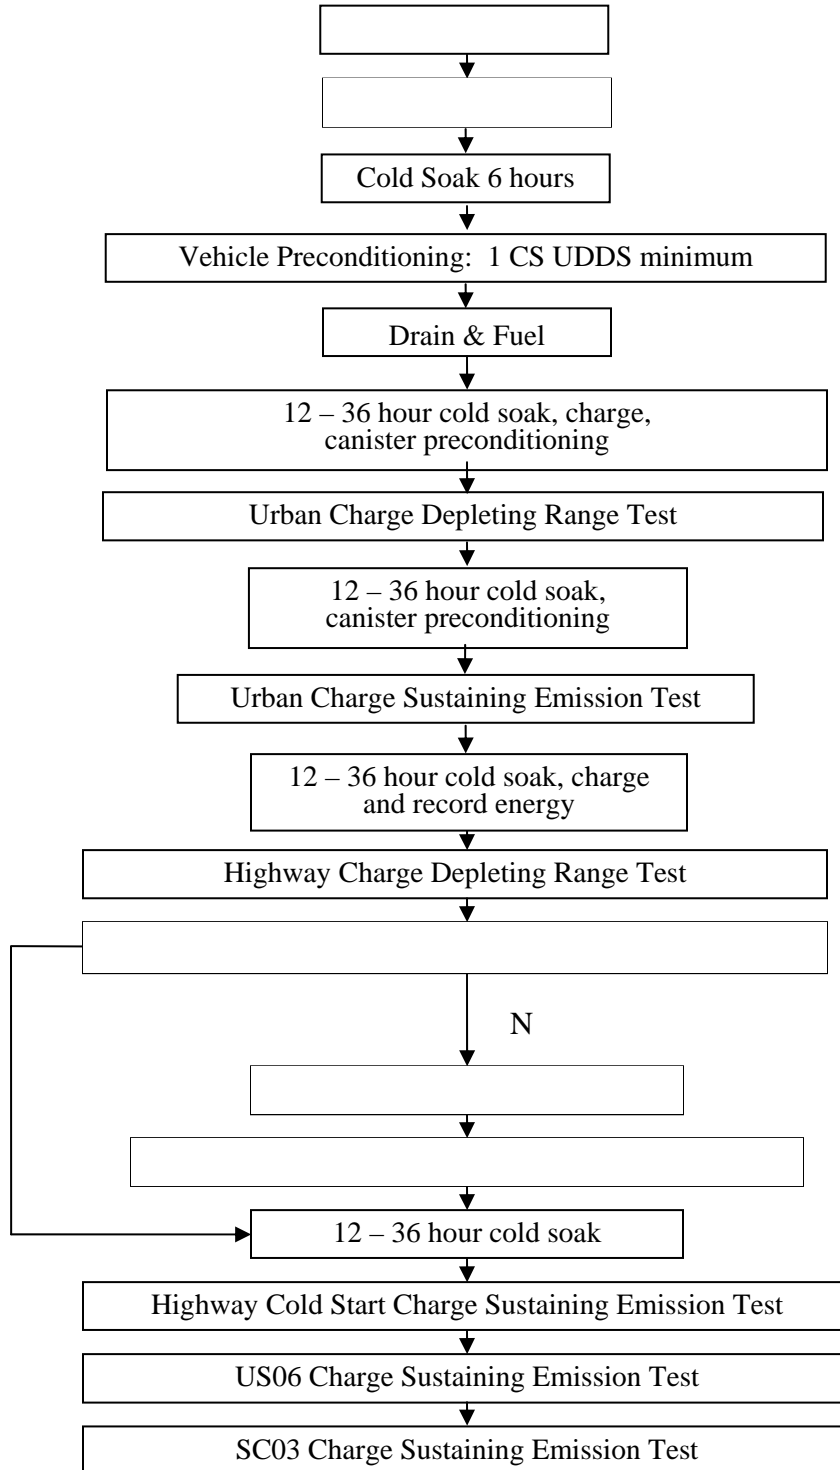 Cold Soak 6 hours
Vehicle Preconditioning:  1 CS UDDS minimum
Drain & Fuel
12 – 36 hour cold soak, charge,
canister preconditioning
Urban Charge Depleting Range Test
12 – 36 hour cold soak,
canister preconditioning
Urban Charge Sustaining Emission Test
12 – 36 hour cold soak, charge
and record energy
Highway Charge Depleting Range Test
N
12 – 36 hour cold soak
Highway Cold Start Charge Sustaining Emission Test
US06 Charge Sustaining Emission Test
SC03 Charge Sustaining Emission Test